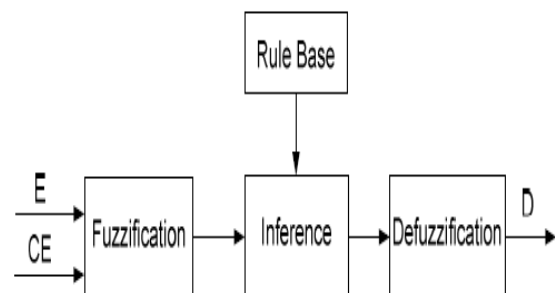 Rule Base
E
CE
Fuzzification
Inference
Defuzzification
D